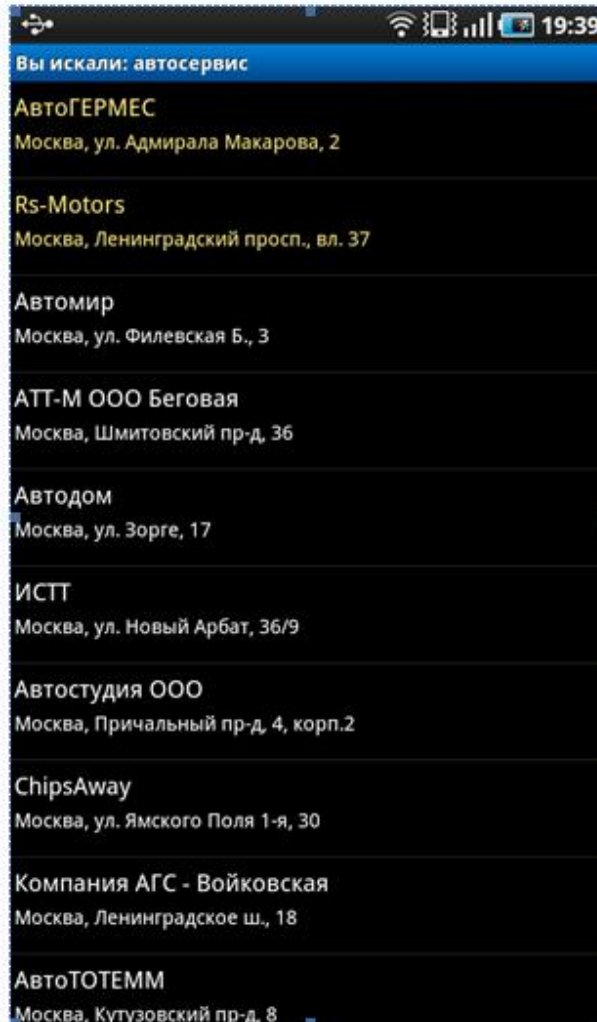 19:39
Вы искали: автосервис
АвтоГЕРМЕС
Москва, ул. Адмирала Макарова, 2
Rs-Motors
Москва, Ленинградский просп., вл. 37
Автомир
Москва, ул. Филевская Б., 3
АТТ-М ООО Беговая
Москва, Шмитовский пр-д, 36
Автодом
Москва, ул. Зорге, 17
ИСТТ
Москва, ул. Новый Арбат, 36/9
Автостудия ООО
Москва, Причальный пр-д, 4, корп.2
ChipsAway
Москва, ул. Ямского Поля 1-я, 30
Компания АГС - Войковская
Москва, Ленинградское ш., 18
АвтоТОТЕММ
Москва, Кутузовский пр-д, 8